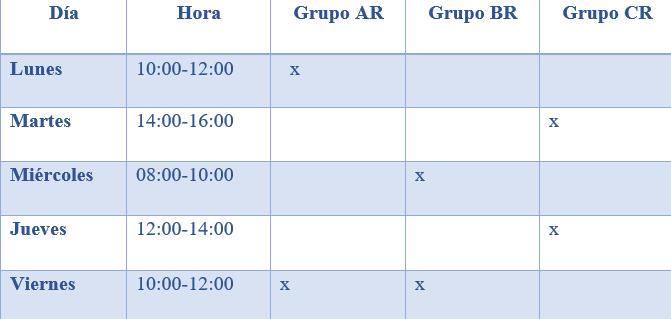 Día Hora Grupo AR Grupo BR Grupo CR
Lunes 10:00-12:00 x
Martes 14:00-16:00 x
Miércoles 08:00-10:00 x
Jueves 12:00-14:00 x
Viernes 10:00-12:00 x x